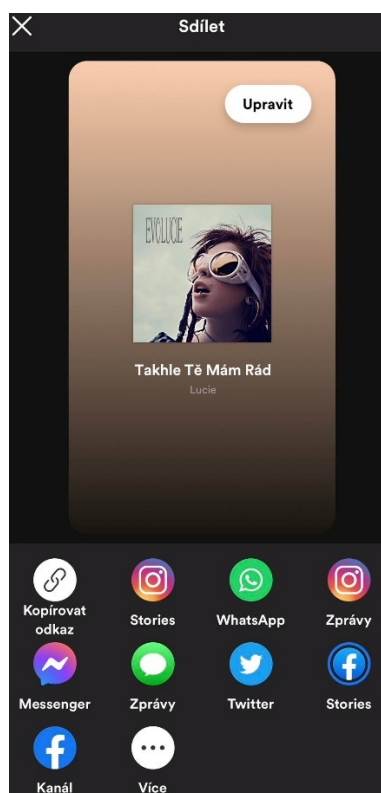 Sdílet
Upravit
EVOLUCIE
Takhle Tě Mám Rád
Lucie
Kopírovat odkaz
Stories
WhatsApp
Zprávy
Messenger
Zprávy
Twitter
Stories
Kanál
Více